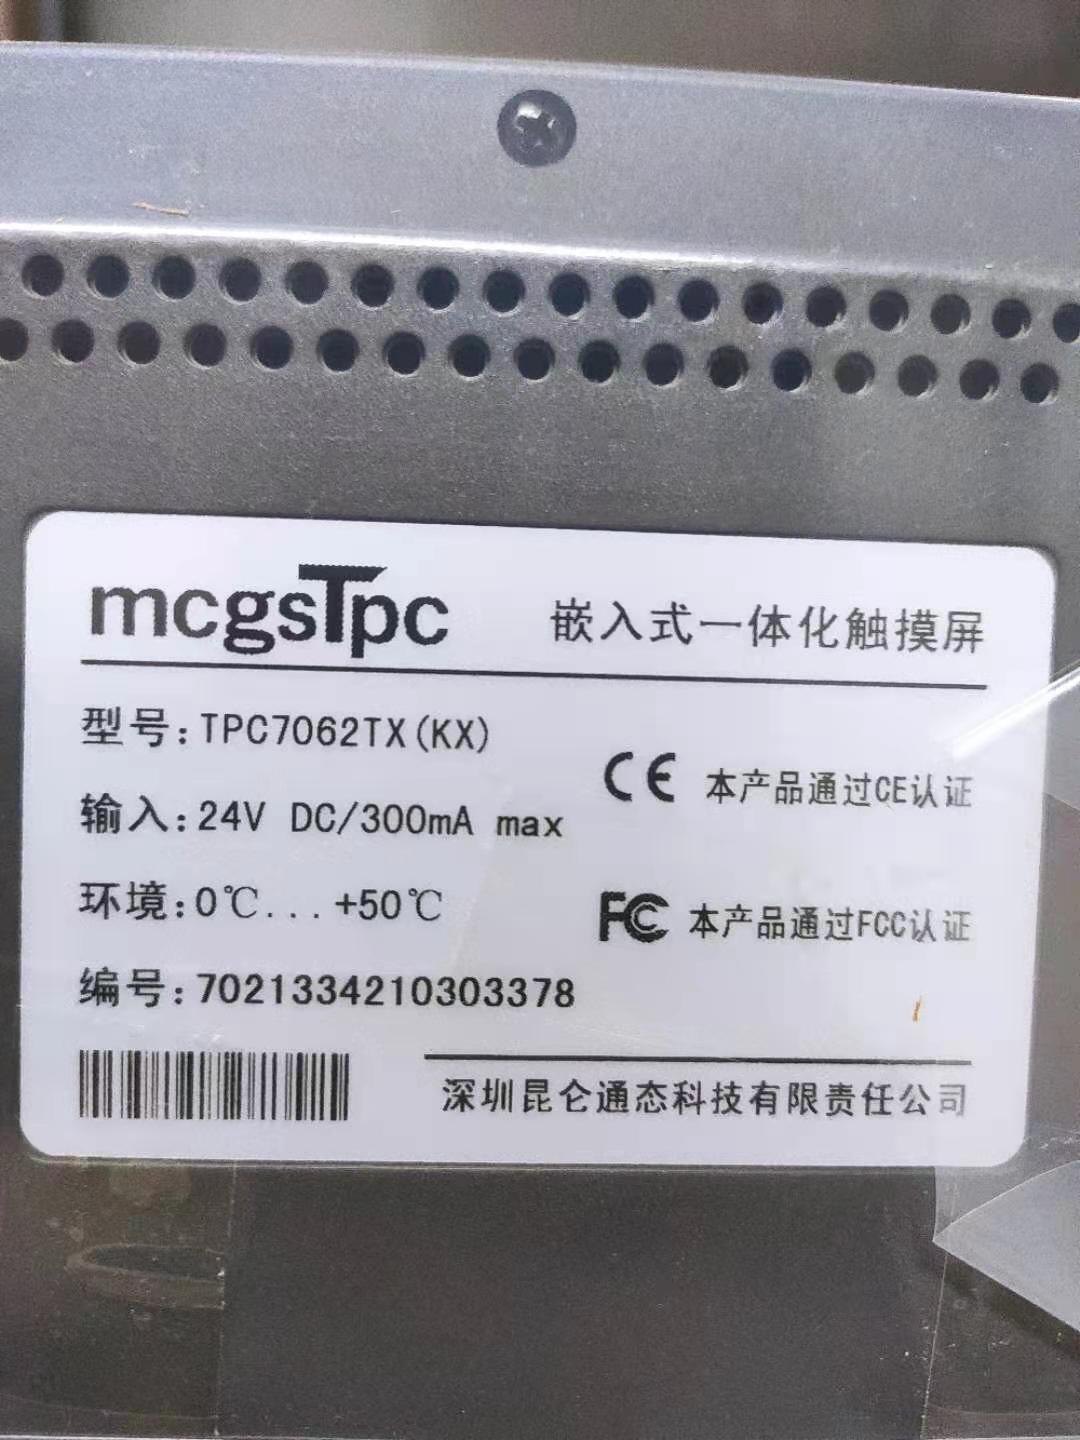 mcgsTpc 嵌入式一体化触摸屏
型号:TPC7062TX(KX)
输入:24V DC/300mA max
CE 本产品通过CE认证
环境:0℃...+50℃
FC 本产品通过FCC认证
编号:7021334210303378
深圳昆仑通态科技有限责任公司